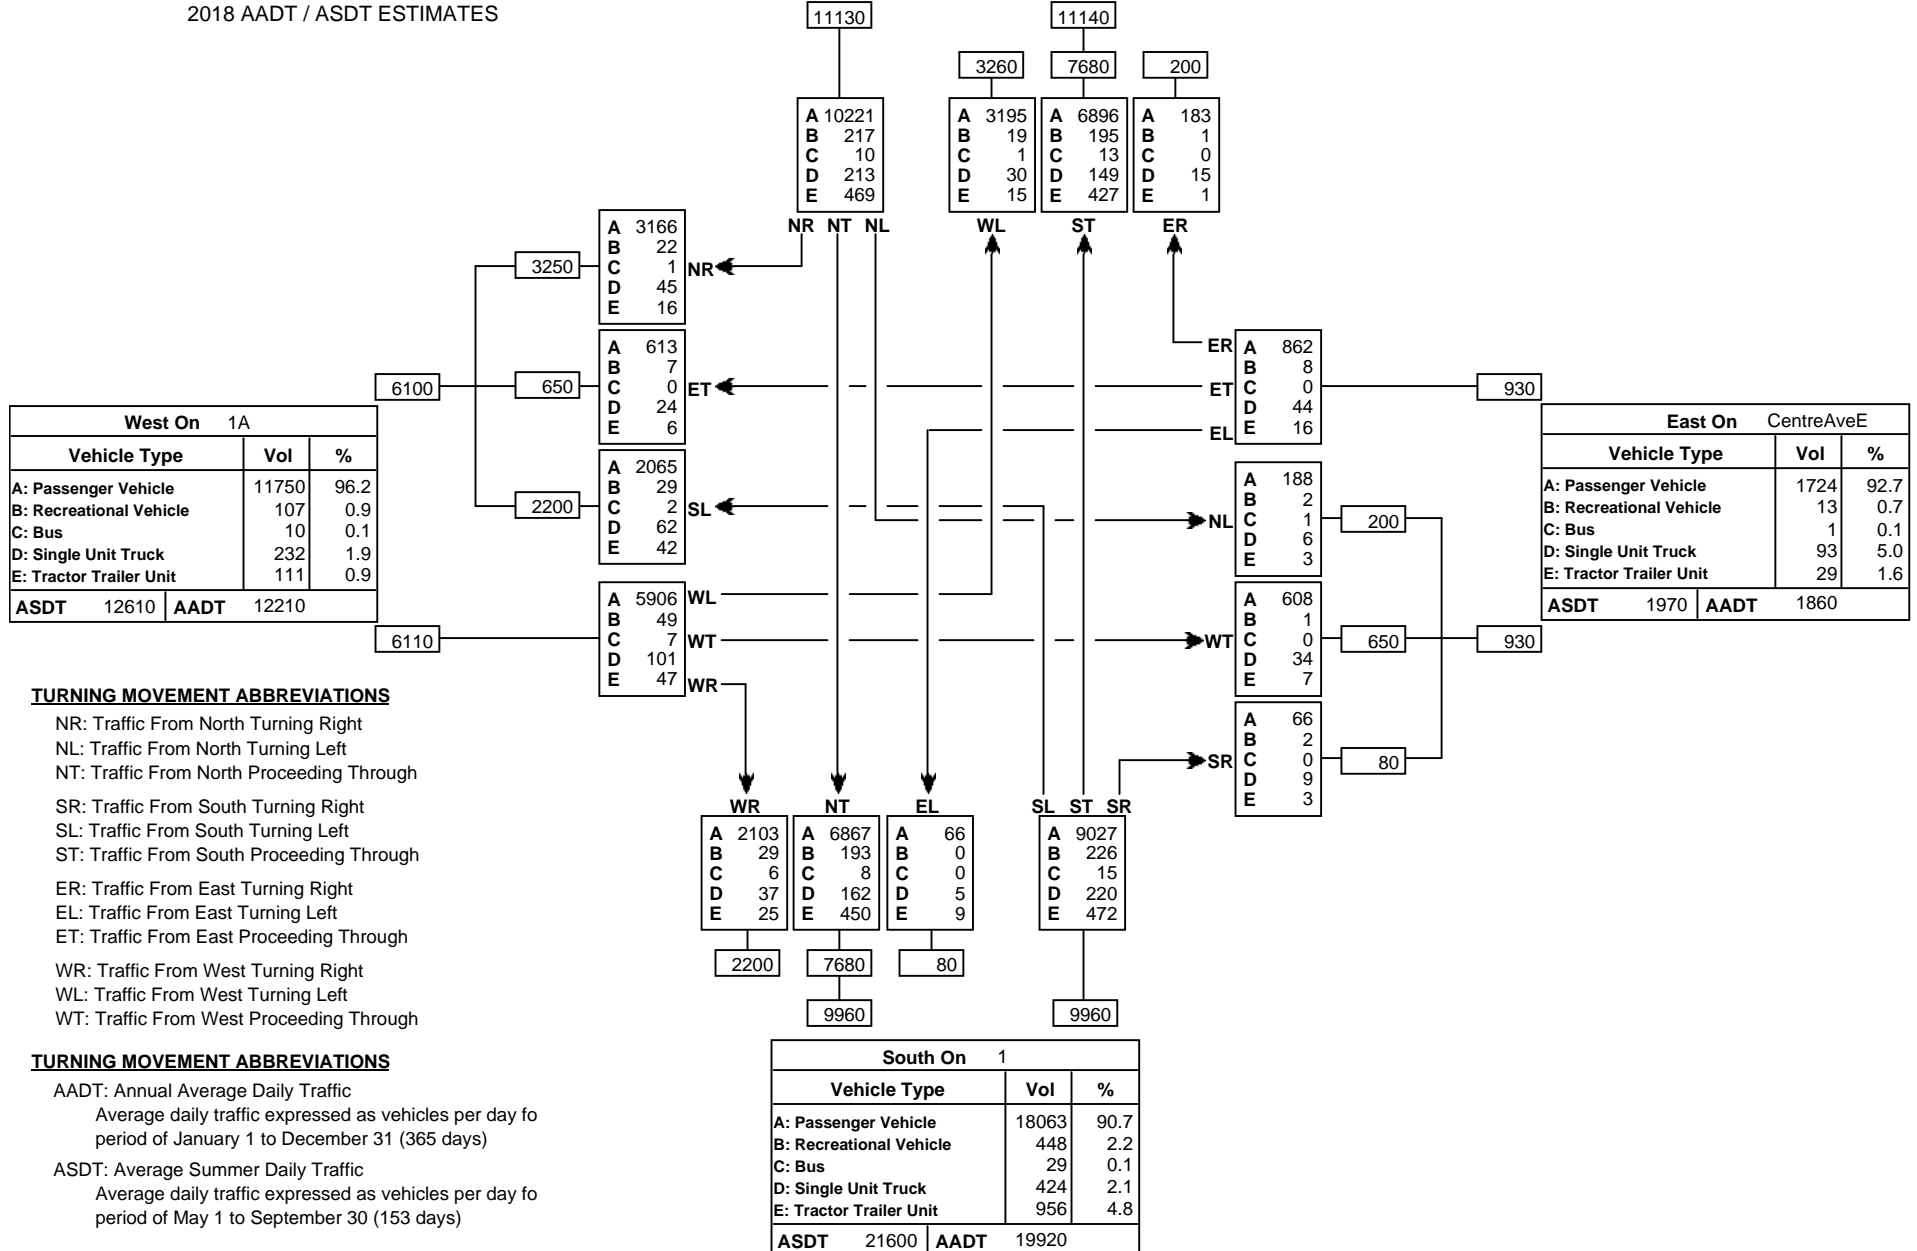 2018 AADT / ASDT ESTIMATES
11130
11140
3260
7680
200
A 10221
B 217
C 10
D 213
E 469
A 3195
B 19
C 1
D 30
E 15
A 6896
B 195
C 13
D 149
E 427
A 183
B 1
C 0
D 15
E 1
NR NT NL
WL
ST
ER
3250
A 3166
B 22
C 1
D 45
E 16
NR
6100
650
A 613
B 7
C 0
D 24
E 6
ET
2200
A 2065
B 29
C 2
D 62
E 42
SL
6110
A 5906
B 49
C 7
D 101
E 47
WL
WT
WR
ER
ET
EL
A 862
B 8
C 0
D 44
E 16
930
NL
A 188
B 2
C 1
D 6
E 3
200
WT
A 608
B 1
C 0
D 34
E 7
650
930
SR
A 66
B 2
C 0
D 9
E 3
80
West On 1A
Vehicle Type Vol %
A: Passenger Vehicle 11750 96.2
B: Recreational Vehicle 107 0.9
C: Bus 10 0.1
D: Single Unit Truck 232 1.9
E: Tractor Trailer Unit 111 0.9
ASDT 12610 AADT 12210
East On CentreAveE
Vehicle Type Vol %
A: Passenger Vehicle 1724 92.7
B: Recreational Vehicle 13 0.7
C: Bus 1 0.1
D: Single Unit Truck 93 5.0
E: Tractor Trailer Unit 29 1.6
ASDT 1970 AADT 1860
TURNING MOVEMENT ABBREVIATIONS
NR: Traffic From North Turning Right
NL: Traffic From North Turning Left
NT: Traffic From North Proceeding Through
SR: Traffic From South Turning Right
SL: Traffic From South Turning Left
ST: Traffic From South Proceeding Through
ER: Traffic From East Turning Right
EL: Traffic From East Turning Left
ET: Traffic From East Proceeding Through
WR: Traffic From West Turning Right
WL: Traffic From West Turning Left
WT: Traffic From West Proceeding Through
TURNING MOVEMENT ABBREVIATIONS
AADT: Annual Average Daily Traffic
Average daily traffic expressed as vehicles per day fo
period of January 1 to December 31 (365 days)
ASDT: Average Summer Daily Traffic
Average daily traffic expressed as vehicles per day fo
period of May 1 to September 30 (153 days)
WR
NT
EL
SL ST SR
A 2103
B 29
C 6
D 37
E 25
A 6867
B 193
C 8
D 162
E 450
A 66
B 0
C 0
D 5
E 9
A 9027
B 226
C 15
D 220
E 472
2200
7680
80
9960
9960
South On 1
Vehicle Type Vol %
A: Passenger Vehicle 18063 90.7
B: Recreational Vehicle 448 2.2
C: Bus 29 0.1
D: Single Unit Truck 424 2.1
E: Tractor Trailer Unit 956 4.8
ASDT 21600 AADT 19920